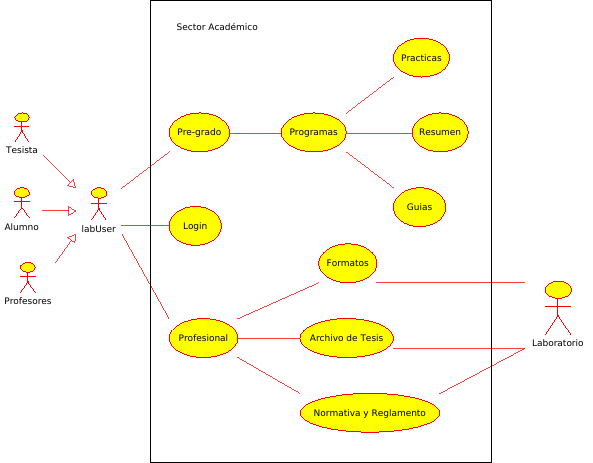 Sector Académico
Practicas
Pre-grado
Programas
Resumen
Tesista
Guias
Alumno
labUser
Login
Profesores
Formatos
Profesional
Archivo de Tesis
Laboratorio
Normativa y Reglamento